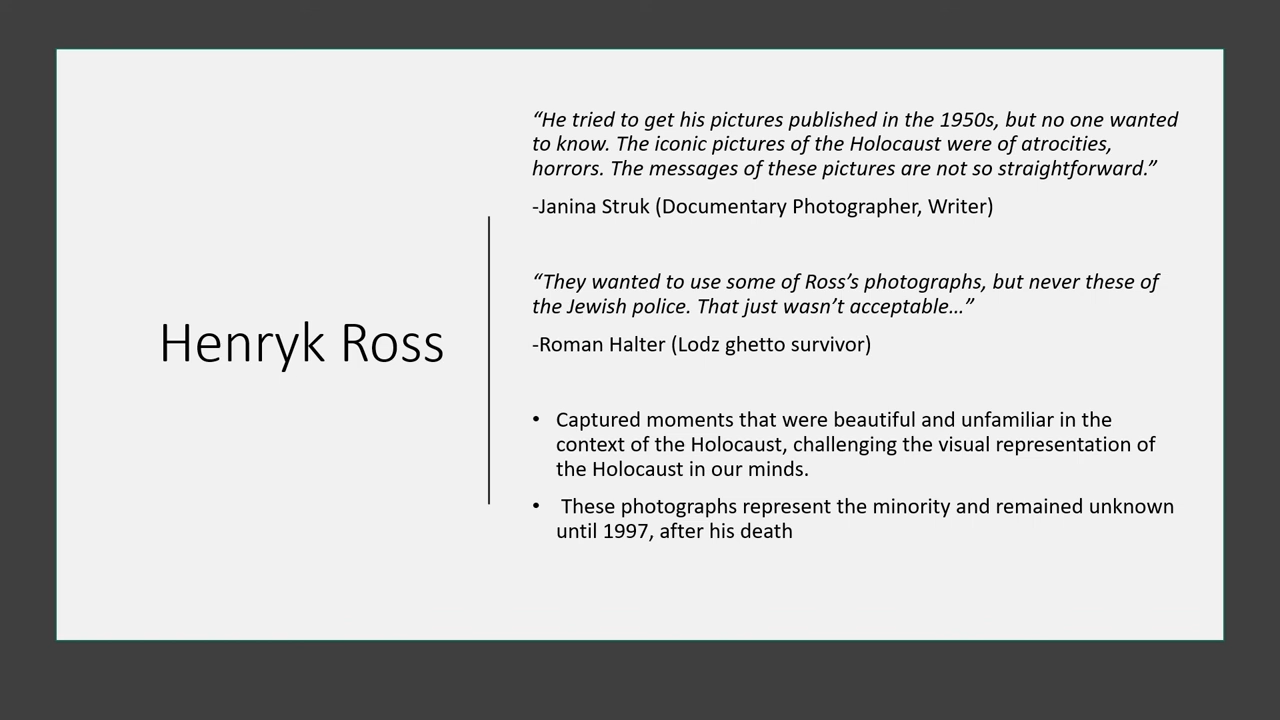 Henryk Ross
“He tried to get his pictures published in the 1950s, but no one wanted
to know. The iconic pictures of the Holocaust were of atrocities,
horrors. The messages of these pictures are not so straightforward.”
-Janina Struk (Documentary Photographer, Writer)
“They wanted to use some of Ross’s photographs, but never these of
the Jewish police. That just wasn’t acceptable…”
-Roman Halter (Lodz ghetto survivor)
• Captured moments that were beautiful and unfamiliar in the
context of the Holocaust, challenging the visual representation of
the Holocaust in our minds.
• These photographs represent the minority and remained unknown
until 1997, after his death